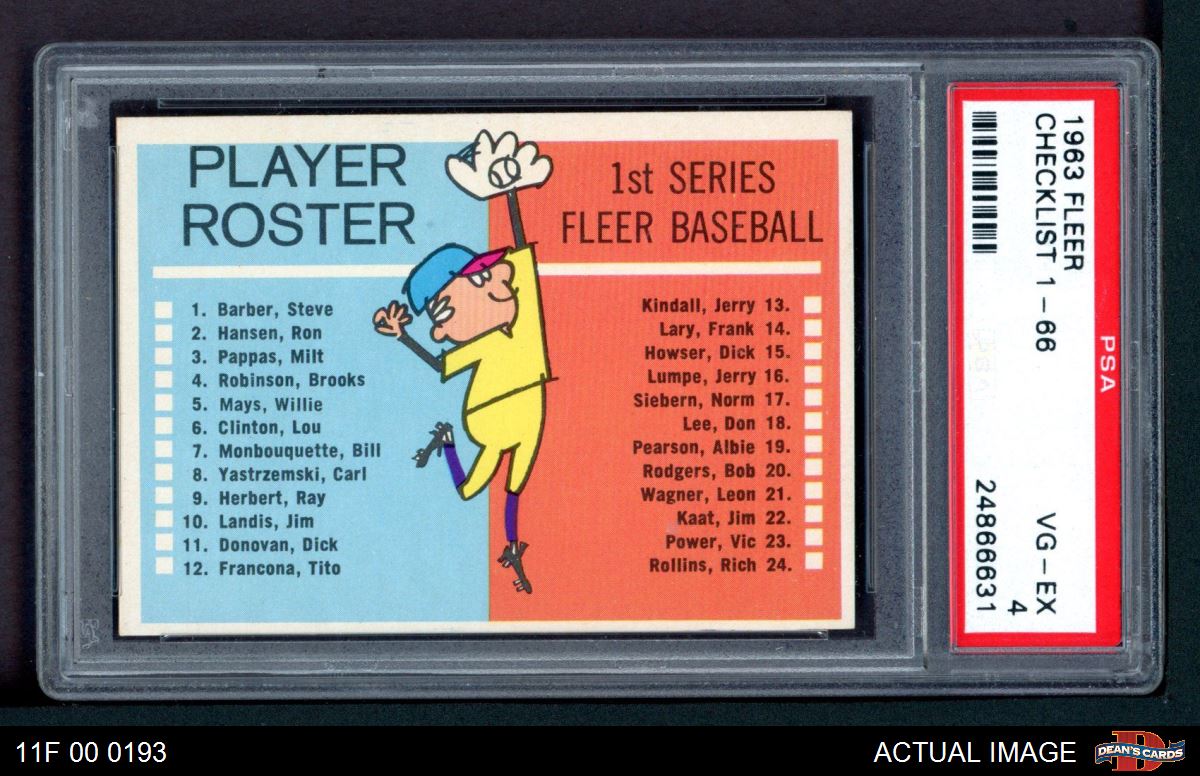 PLAYER
ROSTER
1st SERIES
FLEER BASEBALL
1. Barber, Steve
2. Hansen, Ron
3. Pappas, Milt
4. Robinson, Brooks
5. Mays, Willie
6. Clinton, Lou
7. Monbouquette, Bill
8. Yastrzemski, Carl
9. Herbert, Ray
10. Landis, Jim
11. Donovan, Dick
12. Francona, Tito
Kindall, Jerry 13.
Lary, Frank 14.
Howser, Dick 15.
Lumpe, Jerry 16.
Siebern, Norm 17.
Lee, Don 18.
Pearson, Albie 19.
Rodgers, Bob 20.
Wagner, Leon 21.
Kaat, Jim 22.
Power, Vic 23.
Rollins, Rich 24.
PSA
1963 FLEER VG-EX
CHECKLIST 1-66 4
24866631
11F 00 0193
ACTUAL IMAGE
DEAN'S CARDS